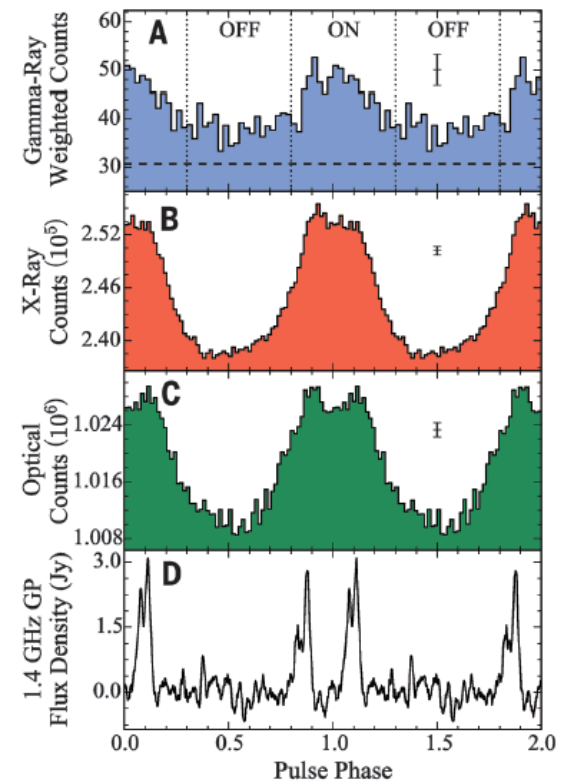 A
OFF
ON
OFF
Gamma-Ray
Weighted Counts
60
50
40
30
B
X-Ray
Counts (10⁵)
2.52
2.46
2.40
C
Optical
Counts (10⁶)
1.024
1.016
1.008
D
1.4 GHz GP
Flux Density (Jy)
3.0
1.5
0.0
0.0 0.5 1.0 1.5 2.0
Pulse Phase